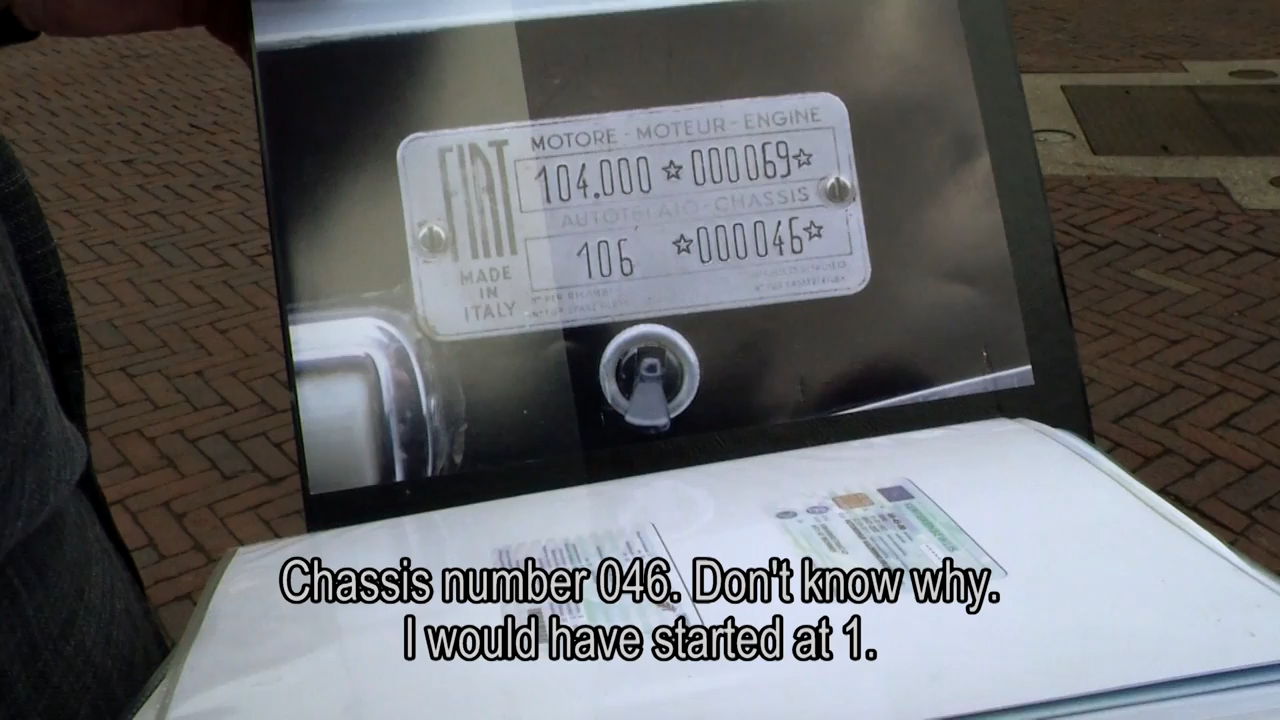 MOTORE - MOTEUR - ENGINE
FIAT
104.000 ☆ 000069☆
AUTOTELAIO - CHASSIS
106 ☆000046☆
MADE
IN
ITALY
Chassis number 046. Don't know why.
I would have started at 1.